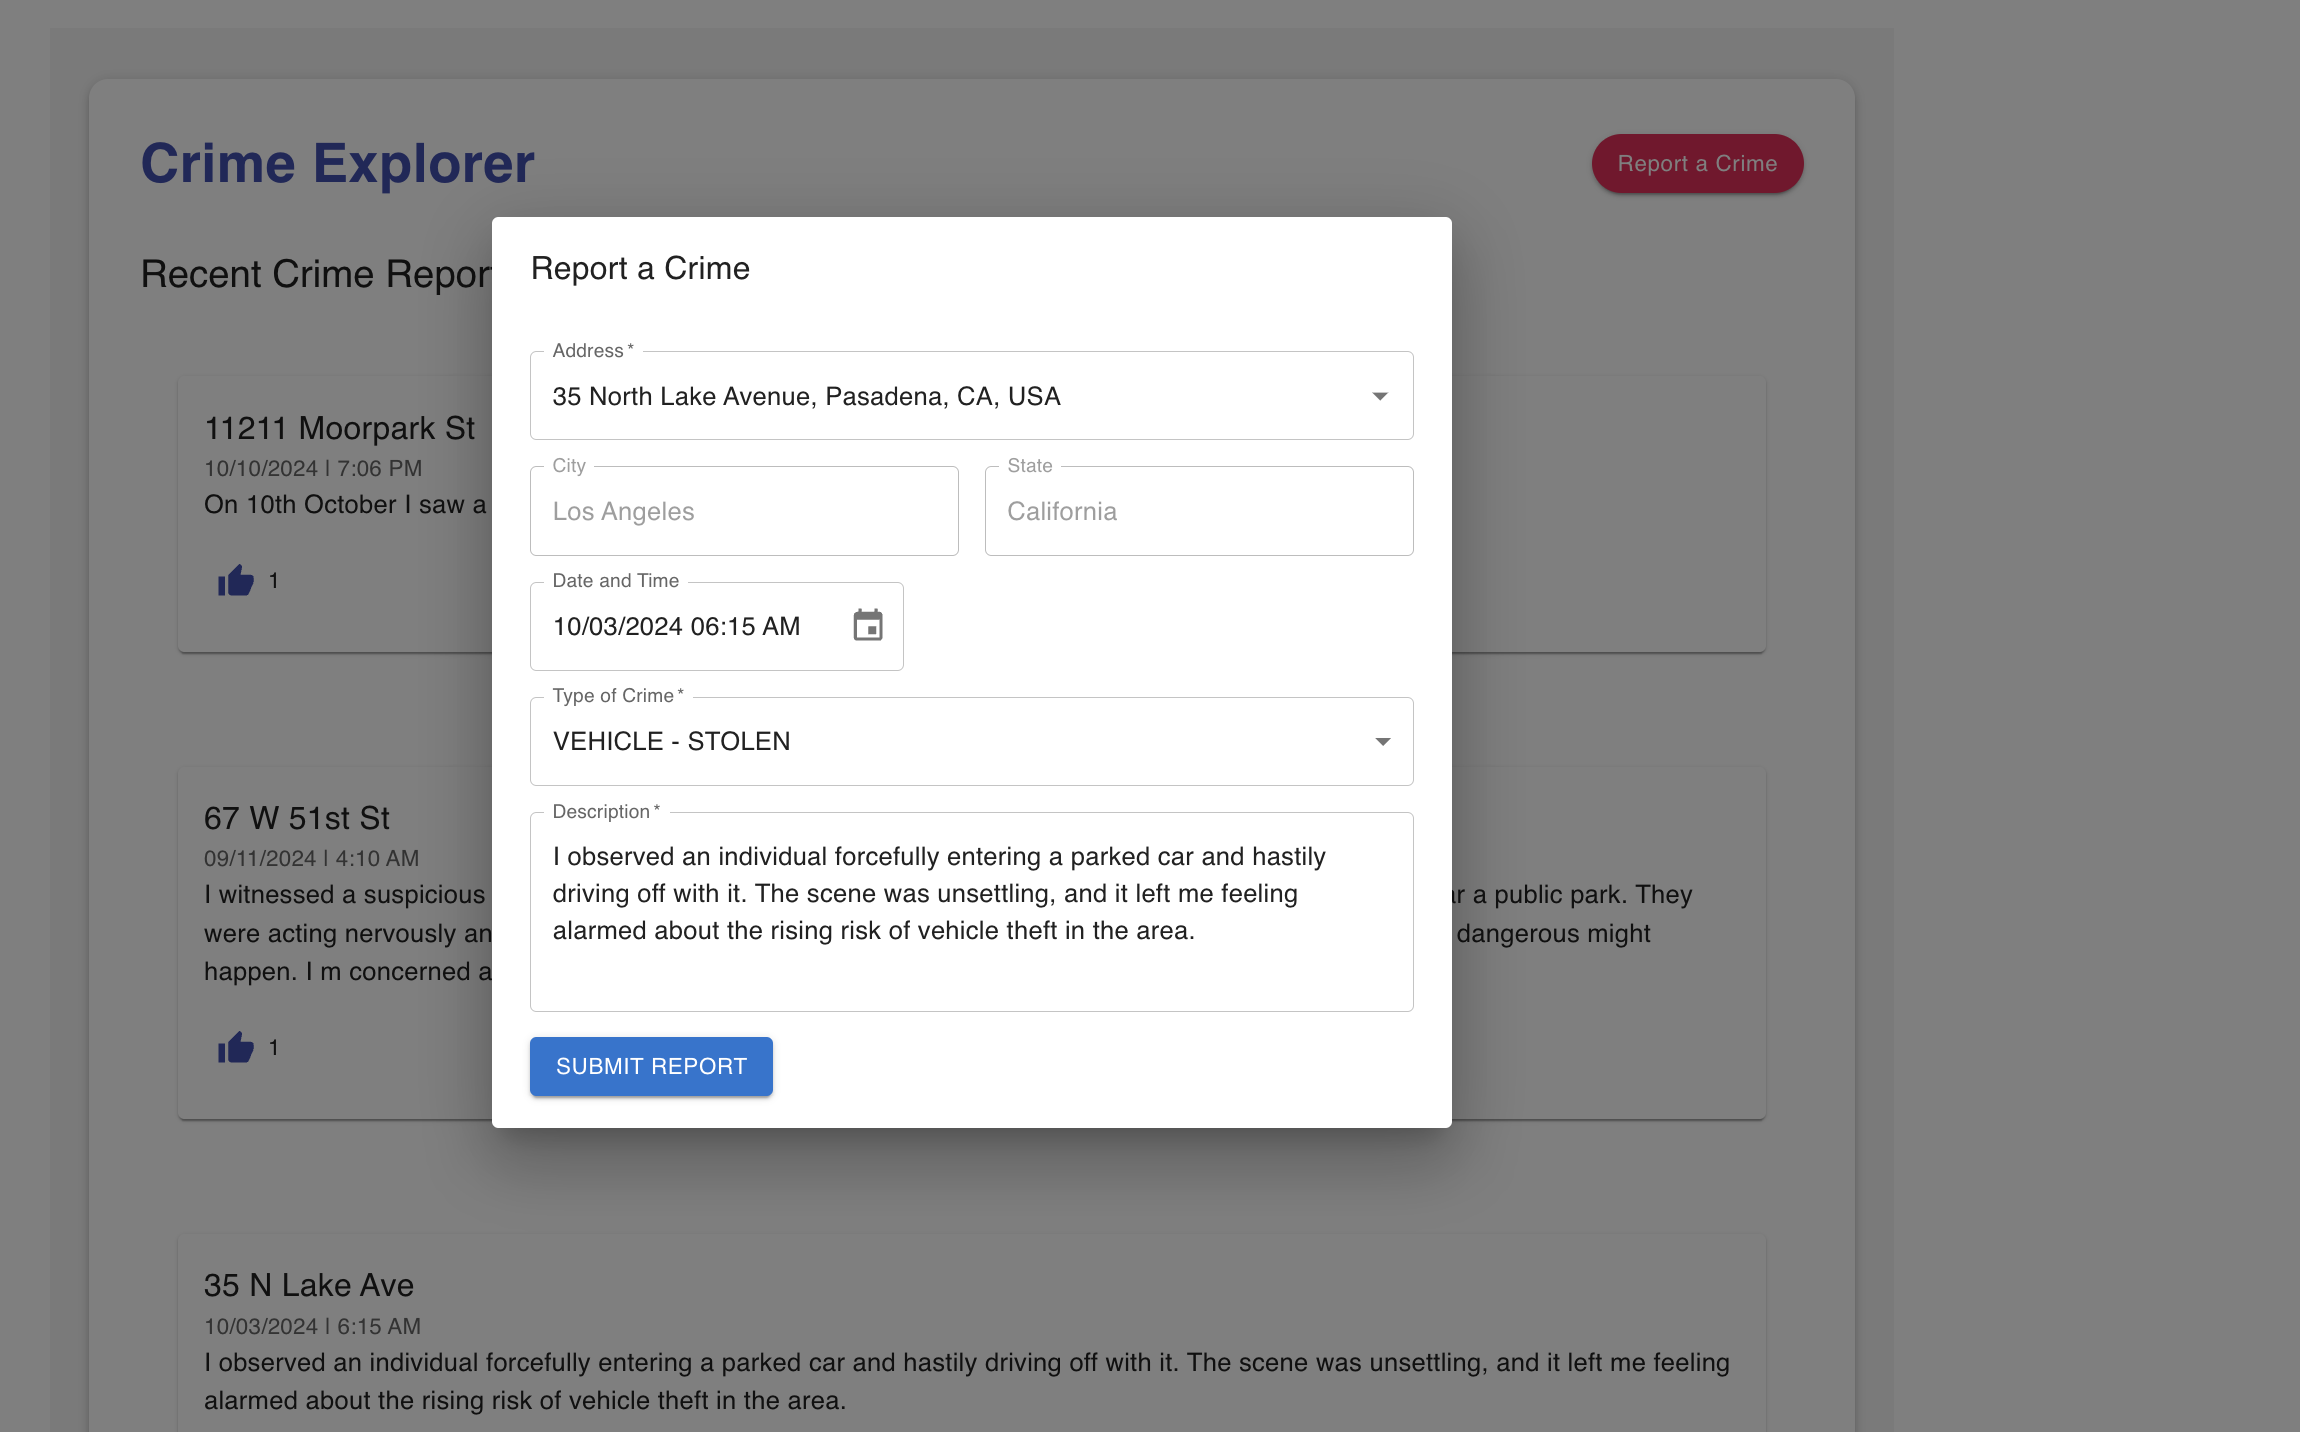 Crime Explorer
Report a Crime
Recent Crime Repor
11211 Moorpark St
10/10/2024 | 7:06 PM
On 10th October I saw a
1
67 W 51st St
09/11/2024 | 4:10 AM
I witnessed a suspicious
a public park. They
were acting nervously an
dangerous might
happen. I m concerned a
1
35 N Lake Ave
10/03/2024 | 6:15 AM
I observed an individual forcefully entering a parked car and hastily driving off with it. The scene was unsettling, and it left me feeling
alarmed about the rising risk of vehicle theft in the area.
Report a Crime
Address *
35 North Lake Avenue, Pasadena, CA, USA
City
Los Angeles
State
California
Date and Time
10/03/2024 06:15 AM
Type of Crime *
VEHICLE - STOLEN
Description *
I observed an individual forcefully entering a parked car and hastily
driving off with it. The scene was unsettling, and it left me feeling
alarmed about the rising risk of vehicle theft in the area.
SUBMIT REPORT